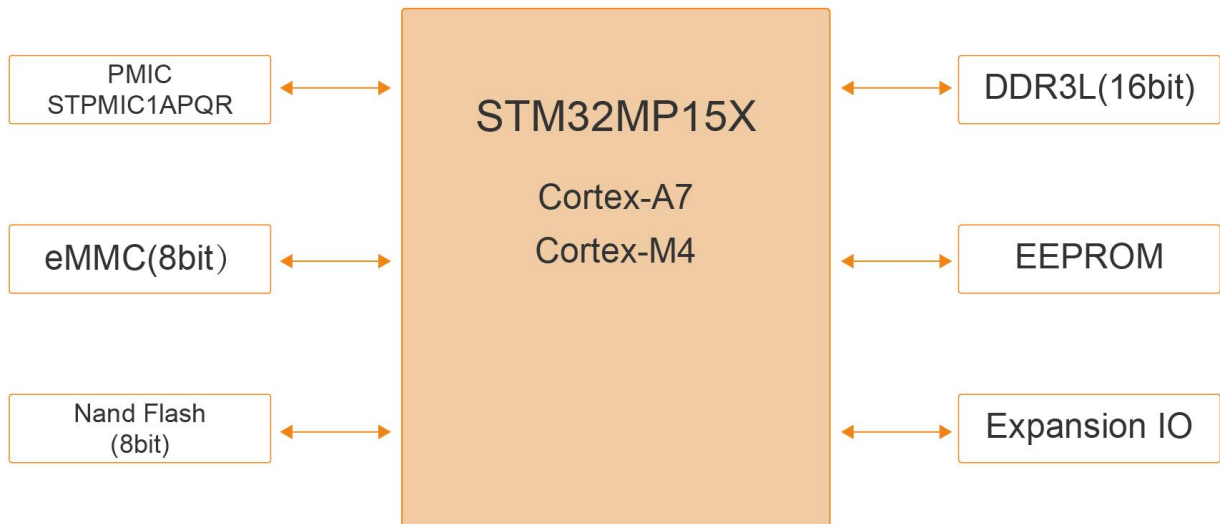 PMIC
STPMIC1APQR
eMMC(8bit）
Nand Flash
(8bit)
STM32MP15X
Cortex-A7
Cortex-M4
DDR3L(16bit)
EEPROM
Expansion IO